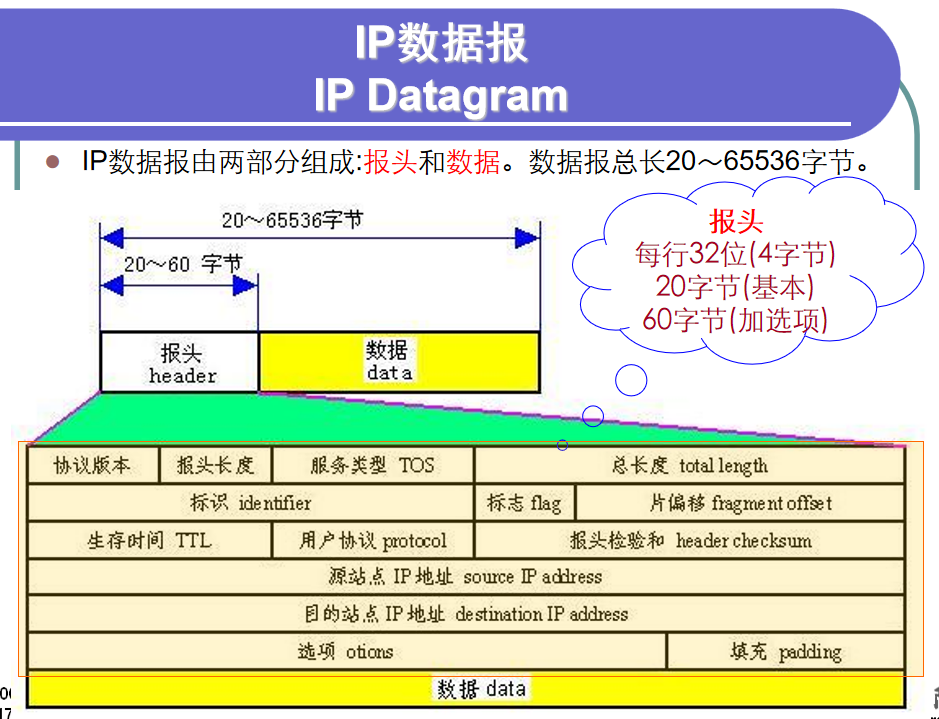 IP数据报
IP Datagram
IP数据报由两部分组成:报头和数据。数据报总长20～65536字节。
报头
每行32位(4字节)
20字节(基本)
60字节(加选项)
20～65536字节
20～60 字节
报头
header
数据
data
协议版本 报头长度 服务类型 TOS 总长度 total length
标识 identifier 标志 flag 片偏移 fragment offset
生存时间 TTL 用户协议 protocol 报头检验和 header checksum
源站点 IP 地址 source IP address
目的站点 IP 地址 destination IP address
选项 otions 填充 padding
数据 data